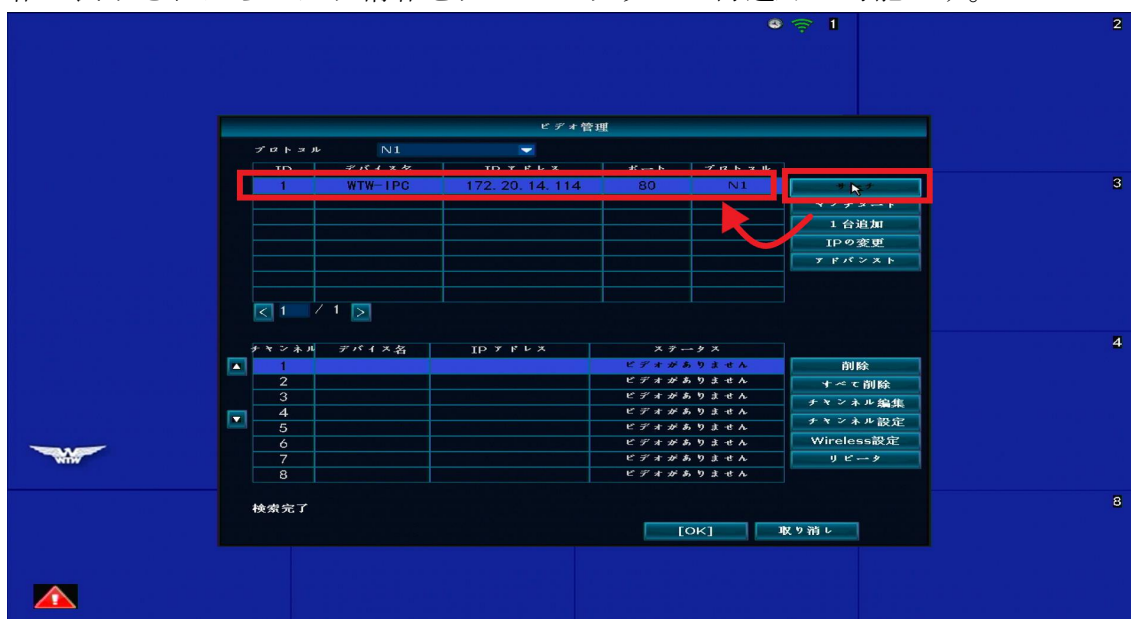 1
2
ビデオ管理
プロトコル N1
ID デバイス名 IPアドレス ポート プロトコル
1 WTW-IPC 172.20.14.114 80 N1
3
マッチモード
1台追加
IPの変更
アドバンスト
< 1 / 1 >
4
チャンネル デバイス名 IPアドレス ステータス
1 ビデオがありません 削除
2 ビデオがありません すべて削除
3 ビデオがありません チャンネル編集
4 ビデオがありません チャンネル設定
5 ビデオがありません
6 ビデオがありません Wireless設定
7 ビデオがありません リピータ
8 ビデオがありません
WTW
検索完了
8
[OK] 取り消し